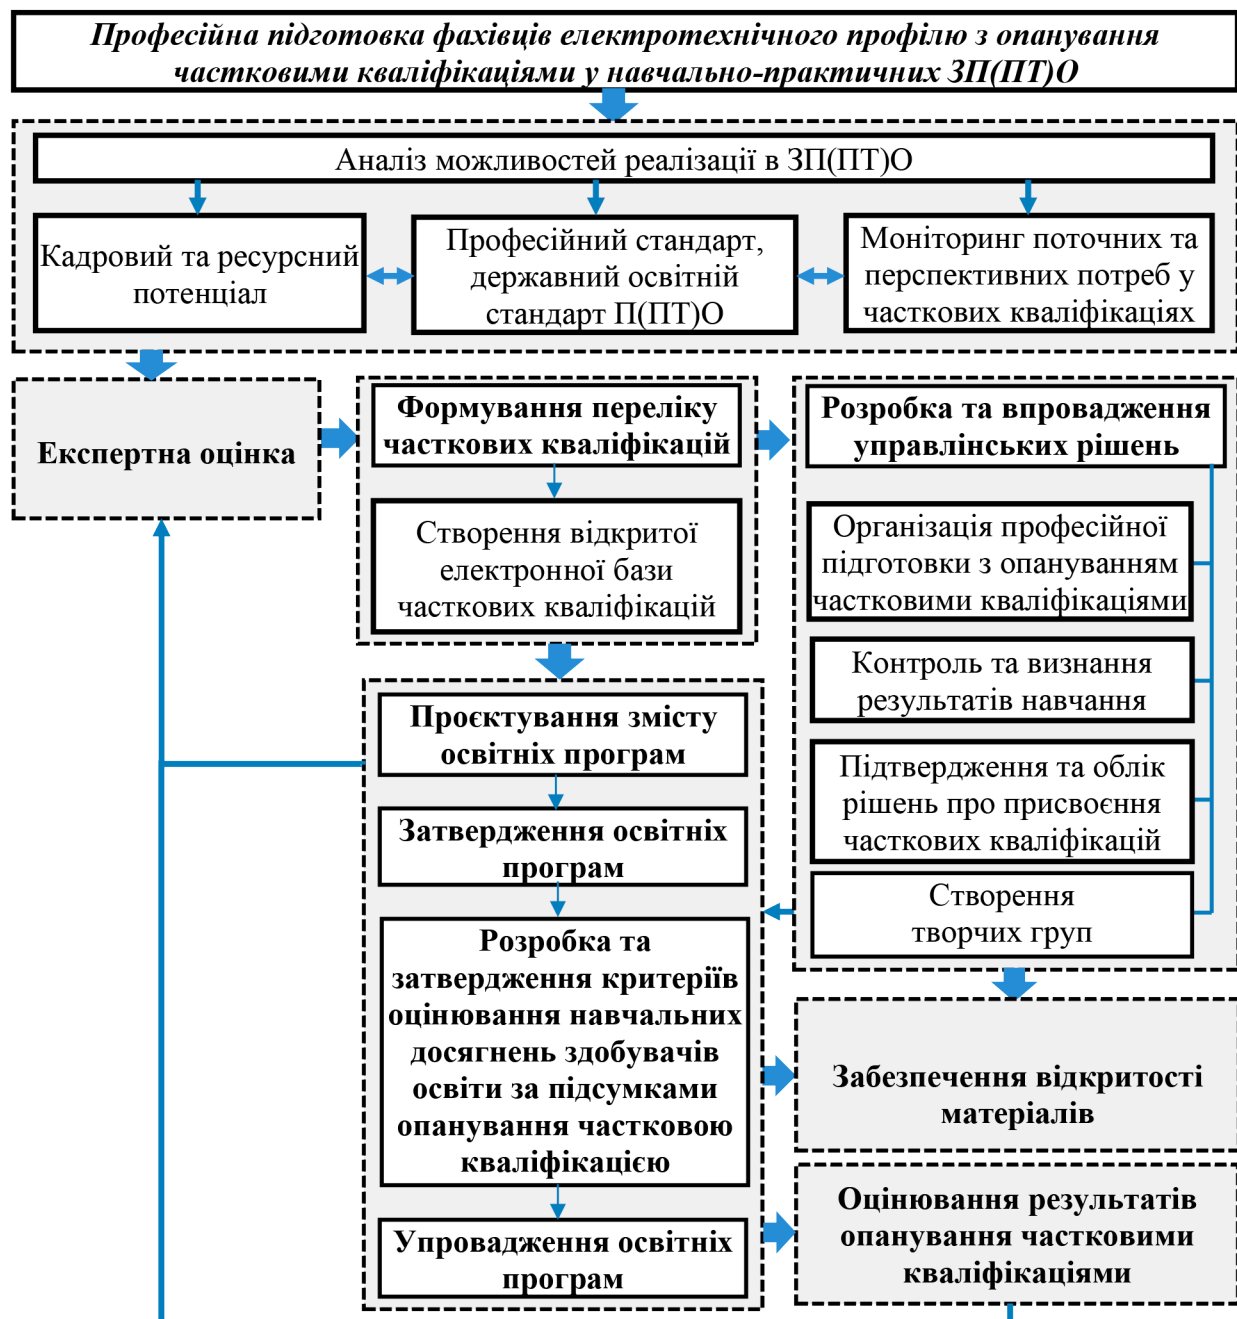 Професійна підготовка фахівців електротехнічного профілю з опанування
частковими кваліфікаціями у навчально-практичних ЗП(ПТ)О
Аналіз можливостей реалізації в ЗП(ПТ)О
Кадровий та ресурсний
потенціал
Професійний стандарт,
державний освітній
стандарт П(ПТ)О
Моніторинг поточних та
перспективних потреб у
часткових кваліфікаціях
Експертна оцінка
Формування переліку
часткових кваліфікацій
Створення відкритої
електронної бази
часткових кваліфікацій
Розробка та впровадження
управлінських рішень
Організація професійної
підготовки з опануванням
частковими кваліфікаціями
Контроль та визнання
результатів навчання
Підтвердження та облік
рішень про присвоєння
часткових кваліфікацій
Створення
творчих груп
Проєктування змісту
освітніх програм
Затвердження освітніх
програм
Розробка та
затвердження критеріїв
оцінювання навчальних
досягнень здобувачів
освіти за підсумками
опанування частковою
кваліфікацією
Упровадження освітніх
програм
Забезпечення відкритості
матеріалів
Оцінювання результатів
опанування частковими
кваліфікаціями